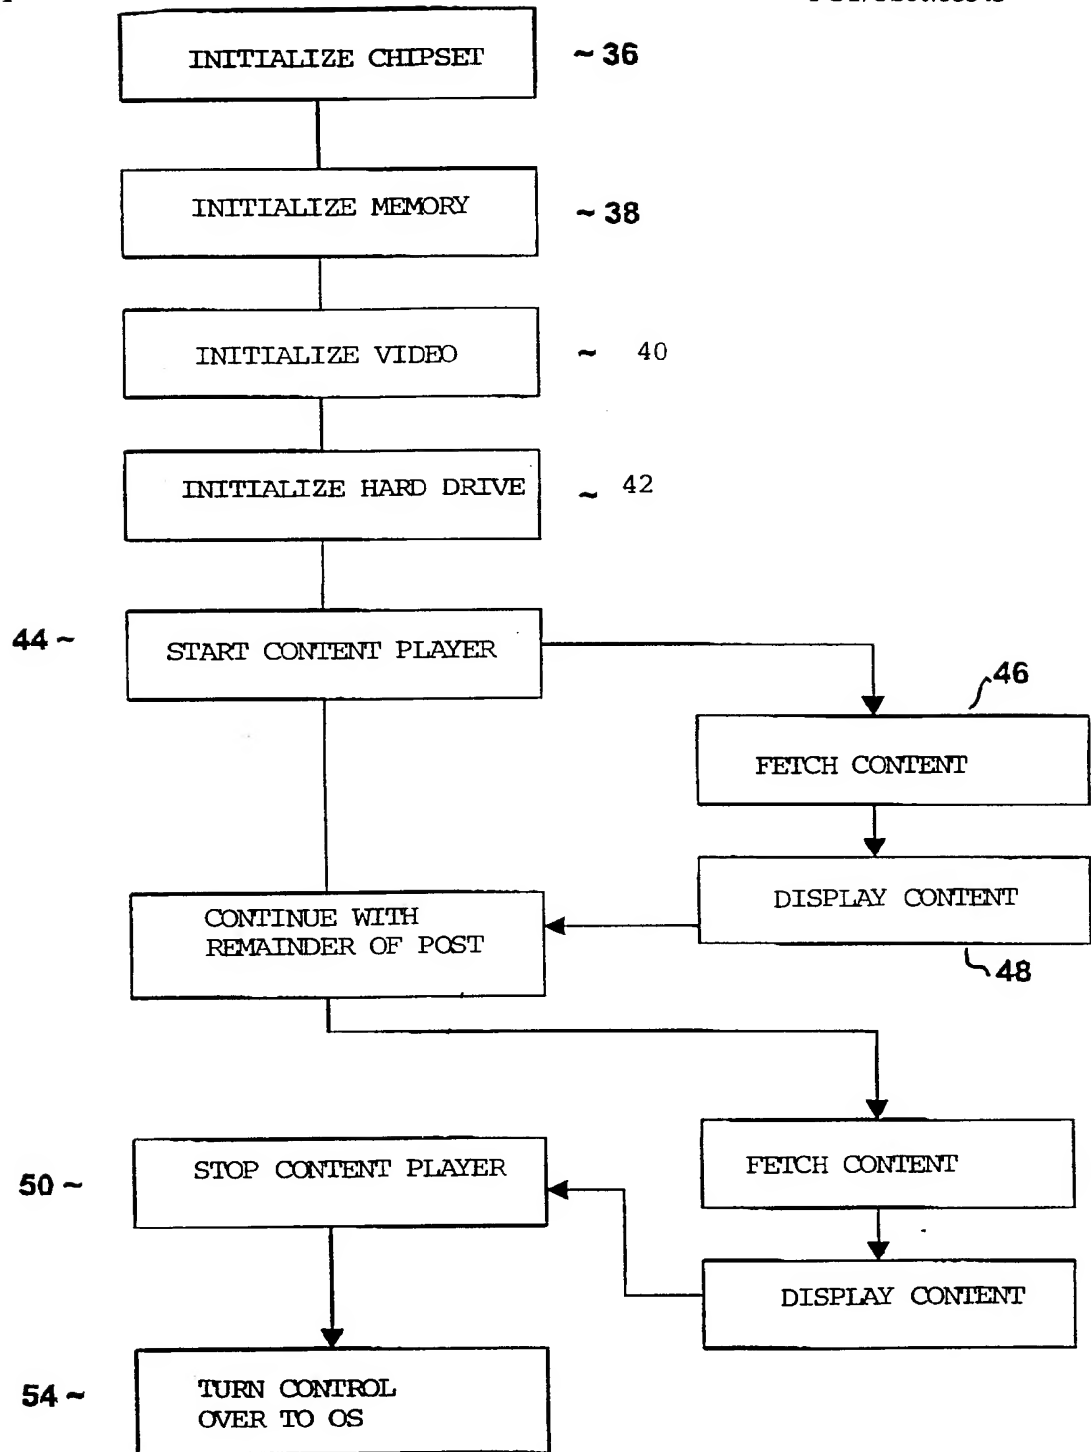 INITIALIZE CHIPSET ~ 36
INITIALIZE MEMORY ~ 38
INITIALIZE VIDEO ~ 40
INITIALIZE HARD DRIVE ~ 42
44 ~ START CONTENT PLAYER
46
FETCH CONTENT
DISPLAY CONTENT
48
CONTINUE WITH
REMAINDER OF POST
FETCH CONTENT
50 ~ STOP CONTENT PLAYER
DISPLAY CONTENT
54 ~ TURN CONTROL
OVER TO OS